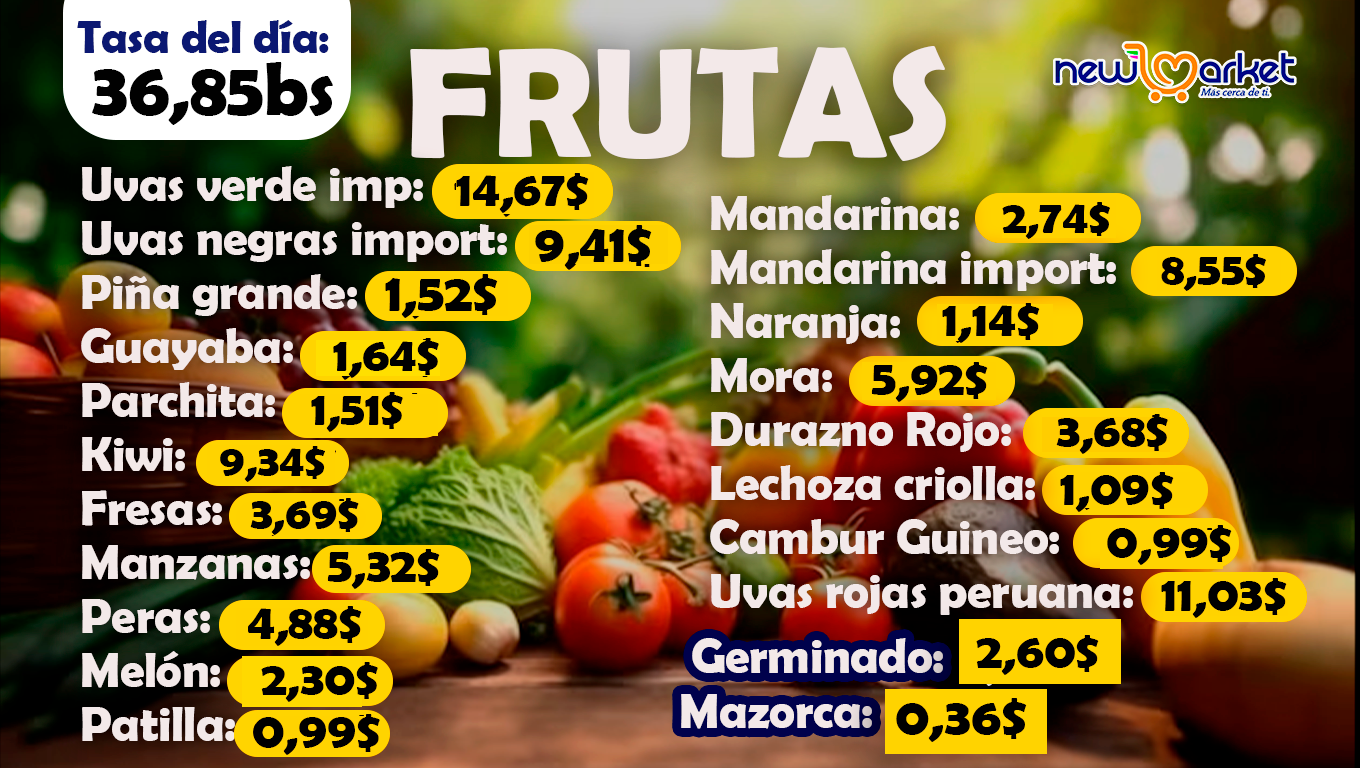 Tasa del día:
36,85bs
FRUTAS
new market
Más cerca de ti.
Uvas verde imp: 14,67$
Uvas negras import: 9,41$
Piña grande: 1,52$
Guayaba: 1,64$
Parchita: 1,51$
Kiwi: 9,34$
Fresas: 3,69$
Manzanas: 5,32$
Peras: 4,88$
Melón: 2,30$
Patilla: 0,99$
Mandarina: 2,74$
Mandarina import: 8,55$
Naranja: 1,14$
Mora: 5,92$
Durazno Rojo: 3,68$
Lechoza criolla: 1,09$
Cambur Guineo: 0,99$
Uvas rojas peruana: 11,03$
Germinado: 2,60$
Mazorca: 0,36$